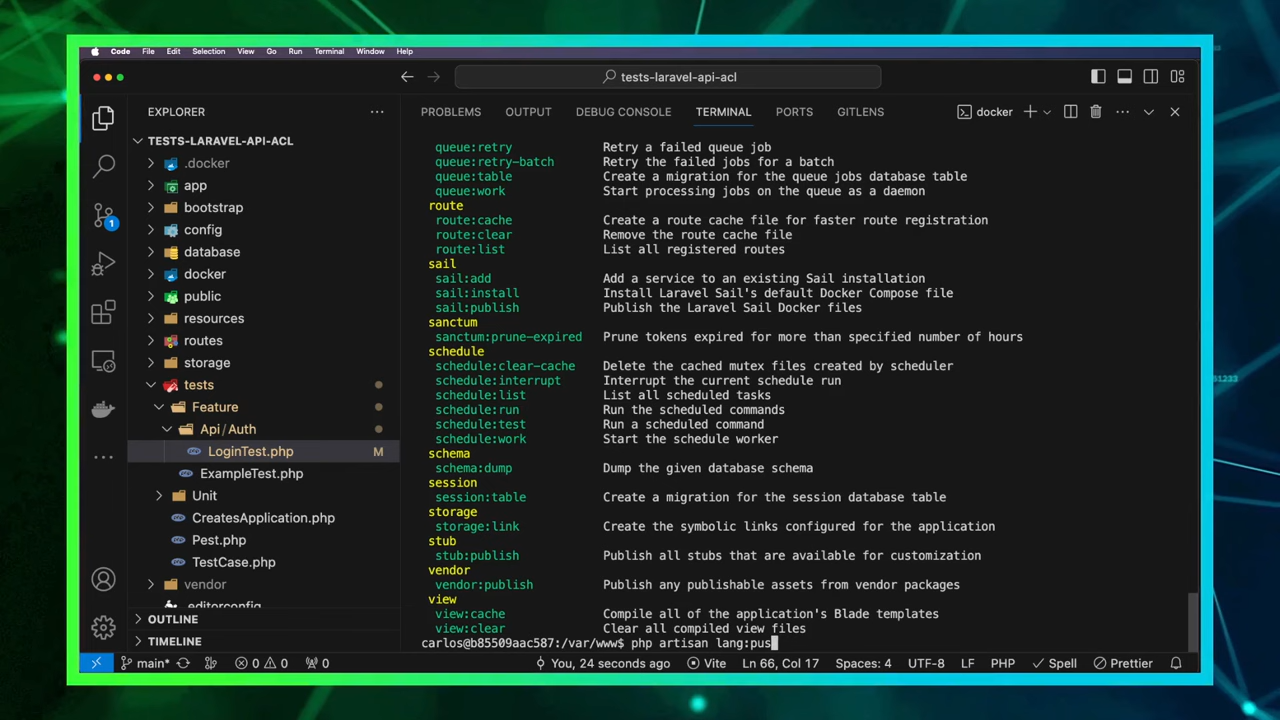 Code File Edit Selection View Go Run Terminal Window Help
tests-laravel-api-acl
EXPLORER
TESTS-LARAVEL-API-ACL
.docker
app
bootstrap
config
database
docker
public
resources
routes
storage
tests
Feature
Api/Auth
LoginTest.php M
ExampleTest.php
Unit
CreatesApplication.php
Pest.php
TestCase.php
vendor
.editorconfig
OUTLINE
TIMELINE
1
PROBLEMS OUTPUT DEBUG CONSOLE TERMINAL PORTS GITLENS
docker
queue:retry Retry a failed queue job
queue:retry-batch Retry the failed jobs for a batch
queue:table Create a migration for the queue jobs database table
queue:work Start processing jobs on the queue as a daemon
route
route:cache Create a route cache file for faster route registration
route:clear Remove the route cache file
route:list List all registered routes
sail
sail:add Add a service to an existing Sail installation
sail:install Install Laravel Sail's default Docker Compose file
sail:publish Publish the Laravel Sail Docker files
sanctum
sanctum:prune-expired Prune tokens expired for more than specified number of hours
schedule
schedule:clear-cache Delete the cached mutex files created by scheduler
schedule:interrupt Interrupt the current schedule run
schedule:list List all scheduled tasks
schedule:run Run the scheduled commands
schedule:test Run a scheduled command
schedule:work Start the schedule worker
schema
schema:dump Dump the given database schema
session
session:table Create a migration for the session database table
storage
storage:link Create the symbolic links configured for the application
stub
stub:publish Publish all stubs that are available for customization
vendor
vendor:publish Publish any publishable assets from vendor packages
view
view:cache Compile all of the application's Blade templates
view:clear Clear all compiled view files
carlos@b85509aac587:/var/www$ php artisan lang:pus
main* 0 0 0 You, 24 seconds ago Vite Ln 66, Col 17 Spaces: 4 UTF-8 LF PHP Spell Prettier